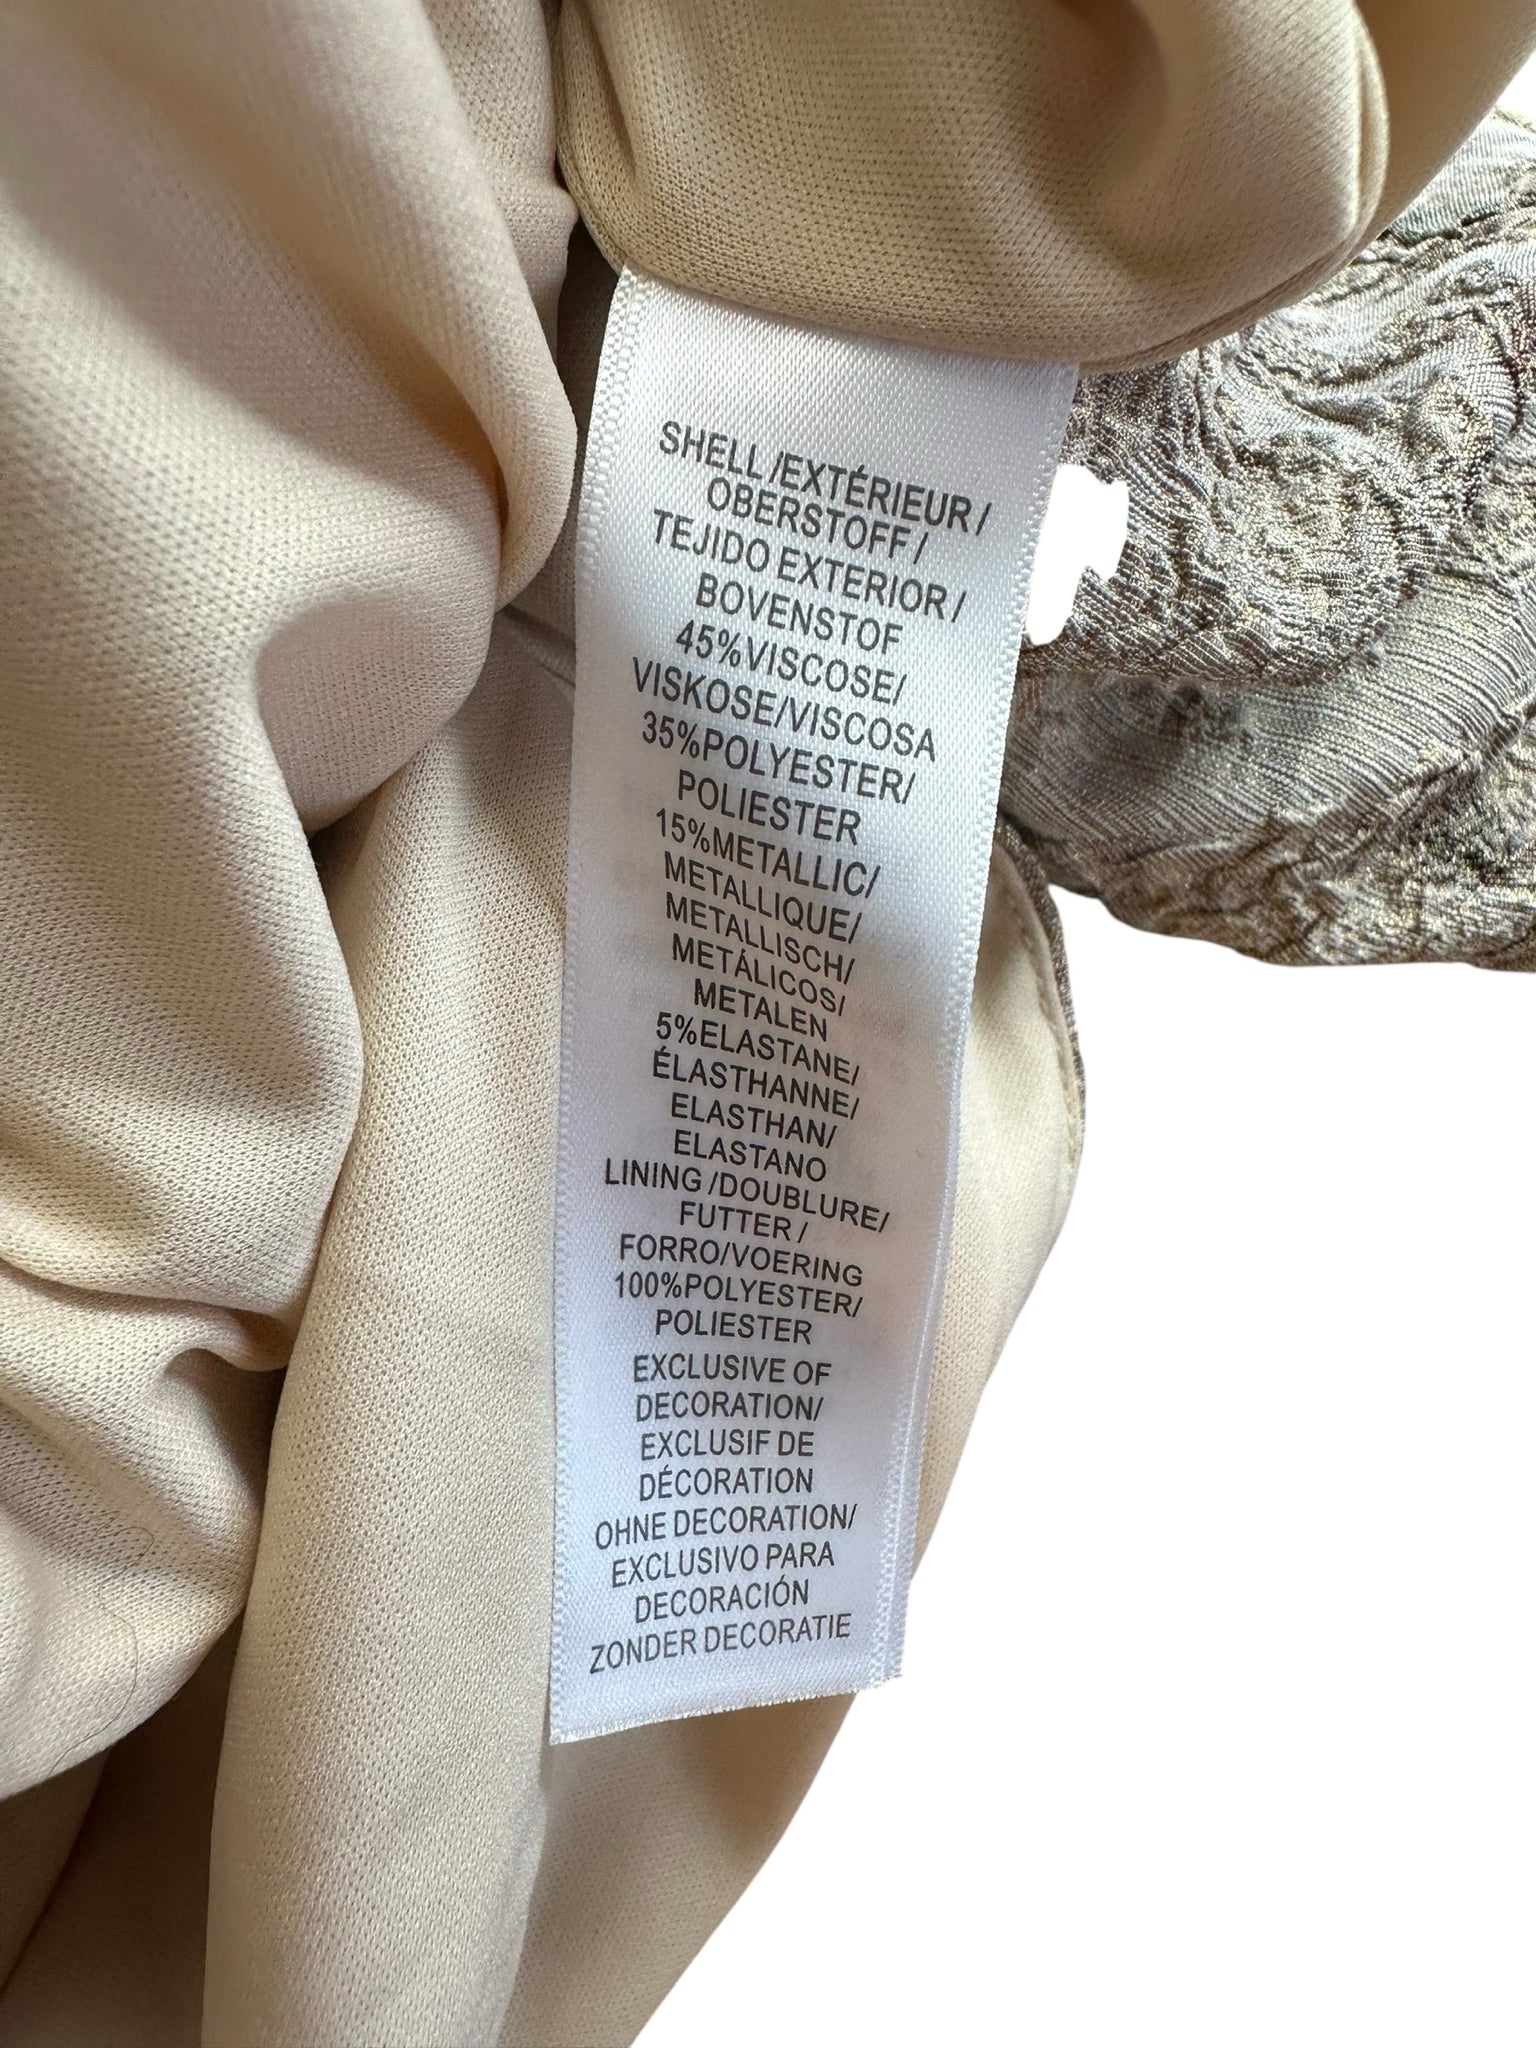 SHELL /EXTÉRIEUR /
OBERSTOFF /
TEJIDO EXTERIOR /
BOVENSTOF
45%VISCOSE/
VISKOSE/VISCOSA
35%POLYESTER/
POLIESTER
15%METALLIC/
METALLIQUE/
METALLISCH/
METÁLICOS/
METALEN
5%ELASTANE/
ÉLASTHANNE/
ELASTHAN/
ELASTANO
LINING /DOUBLURE/
FUTTER /
FORRO/VOERING
100%POLYESTER/
POLIESTER
EXCLUSIVE OF
DECORATION/
EXCLUSIF DE
DÉCORATION
OHNE DECORATION/
EXCLUSIVO PARA
DECORACIÓN
ZONDER DECORATIE